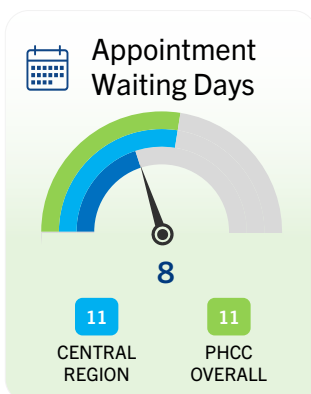 Appointment
Waiting Days
8
11
11
CENTRAL
REGION
PHCC
OVERALL